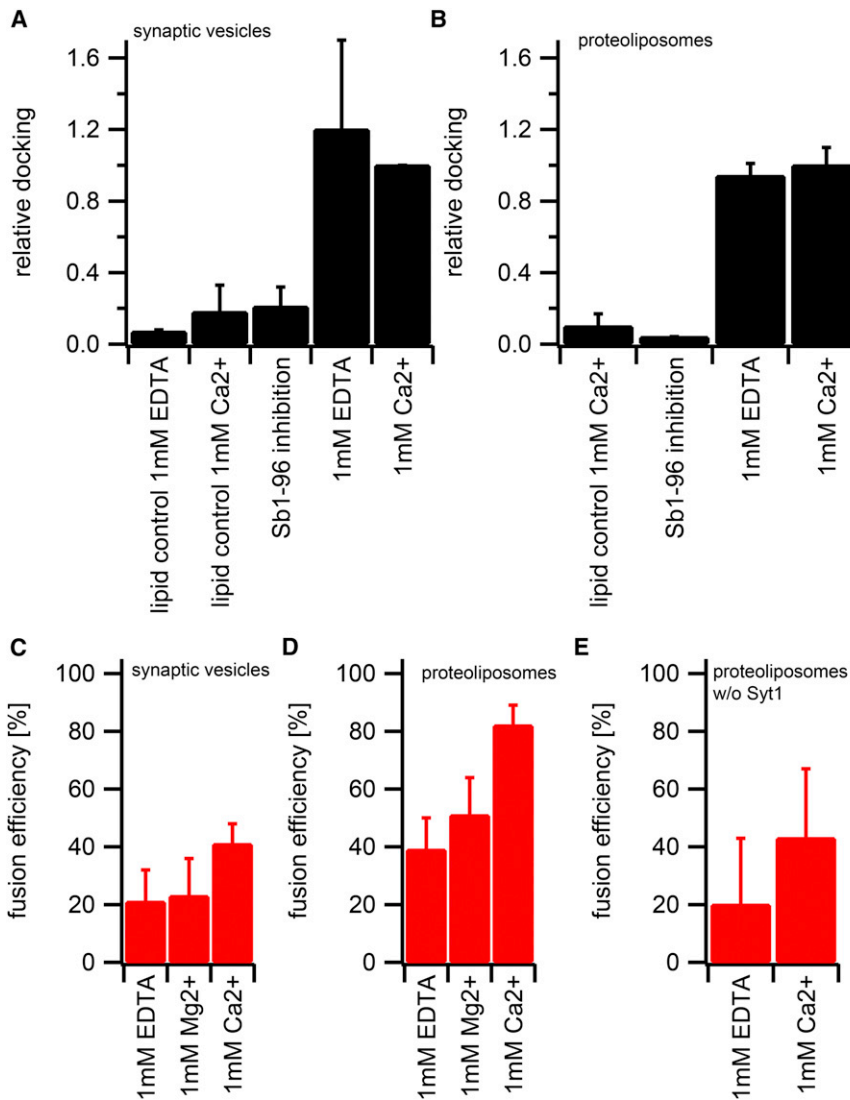 A
synaptic vesicles
relative docking
1.6
1.2
0.8
0.4
0.0
lipid control 1mM EDTA
lipid control 1mM Ca2+
Sb1-96 inhibition
1mM EDTA
1mM Ca2+
B
proteoliposomes
relative docking
1.6
1.2
0.8
0.4
0.0
lipid control 1mM Ca2+
Sb1-96 inhibition
1mM EDTA
1mM Ca2+
C
synaptic vesicles
fusion efficiency [%]
100
80
60
40
20
0
1mM EDTA
1mM Mg2+
1mM Ca2+
D
proteoliposomes
fusion efficiency [%]
100
80
60
40
20
0
1mM EDTA
1mM Mg2+
1mM Ca2+
E
proteoliposomes
w/o Syt1
fusion efficiency [%]
100
80
60
40
20
0
1mM EDTA
1mM Ca2+